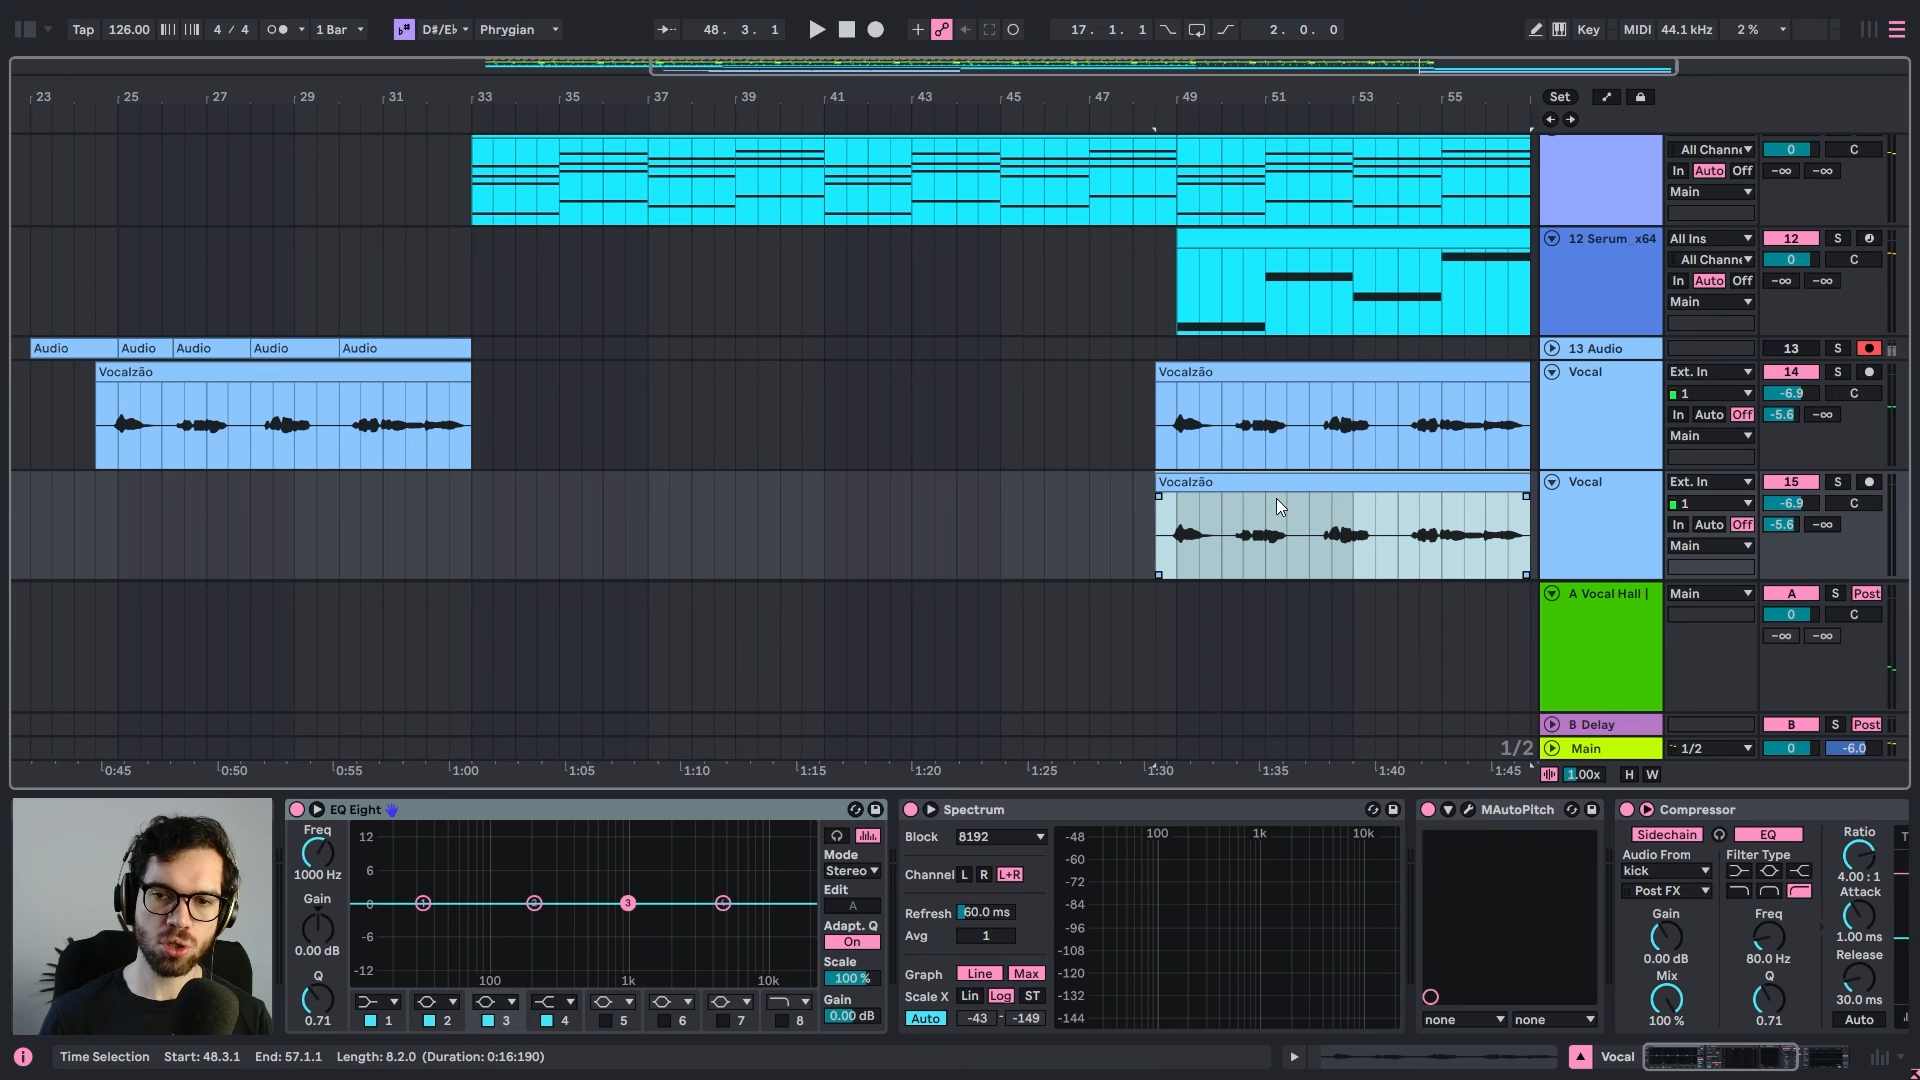 Tap 126.00 4 / 4 1 Bar D#/Eb Phrygian 48. 3. 1 17. 1. 1 2. 0. 0 Key MIDI 44.1 kHz 2 %
23 25 27 29 31 33 35 37 39 41 43 45 47 49 51 53 55 Set
All Channe 0 C
In Auto Off -∞ -∞
Main
12 Serum_x64 All Ins 12 S
All Channe 0 C
In Auto Off -∞ -∞
Main
Audio Audio Audio Audio Audio 13 Audio 13 S
Vocalzão Vocalzão Vocal Ext. In 14 S
1 -6.9 C
In Auto Off -5.6 -∞
Main
Vocalzão Vocal Ext. In 15 S
1 -6.9 C
In Auto Off -5.6 -∞
Main
A Vocal Hall | Main A S Post
0 C
-∞ -∞
B Delay B S Post
1/2 Main 1/2 0 -6.0
0:45 0:50 0:55 1:00 1:05 1:10 1:15 1:20 1:25 1:30 1:35 1:40 1:45 1.00x H W
EQ Eight
Freq
1000 Hz
Gain
0.00 dB
Q
0.71
12
6
0
-6
-12
100 1k 10k
1 2 3 4
1 2 3 4 5 6 7 8
Mode
Stereo
Edit
A
Adapt. Q
On
Scale
100 %
Gain
0.00 dB
Spectrum
Block 8192
Channel L R L+R
Refresh 60.0 ms
Avg 1
Graph Line Max
Scale X Lin Log ST
Auto -43 - -149
100 1k 10k
-48
-60
-72
-84
-96
-108
-120
-132
-144
MAutoPitch
none none
Compressor
Sidechain EQ
Audio From Filter Type
kick
Post FX
Gain Freq
0.00 dB 80.0 Hz
Mix Q
100 % 0.71
Ratio
4.00 : 1
Attack
1.00 ms
Release
30.0 ms
Auto
Time Selection Start: 48.3.1 End: 57.1.1 Length: 8.2.0 (Duration: 0:16:190) Vocal